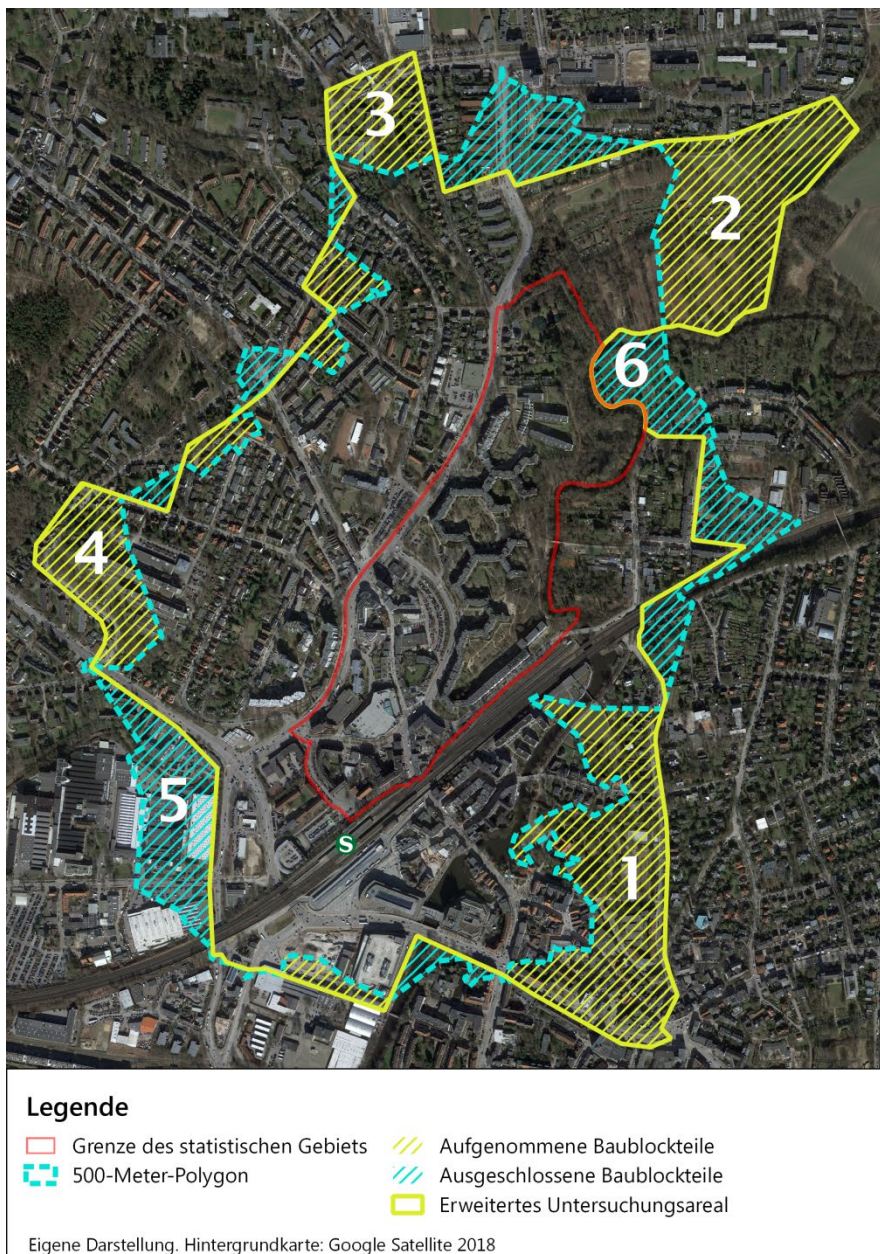 3
2
6
4
5
1
S
Legende
Grenze des statistischen Gebiets
500-Meter-Polygon
Aufgenommene Baublockteile
Ausgeschlossene Baublockteile
Erweitertes Untersuchungsareal
Eigene Darstellung. Hintergrundkarte: Google Satellite 2018